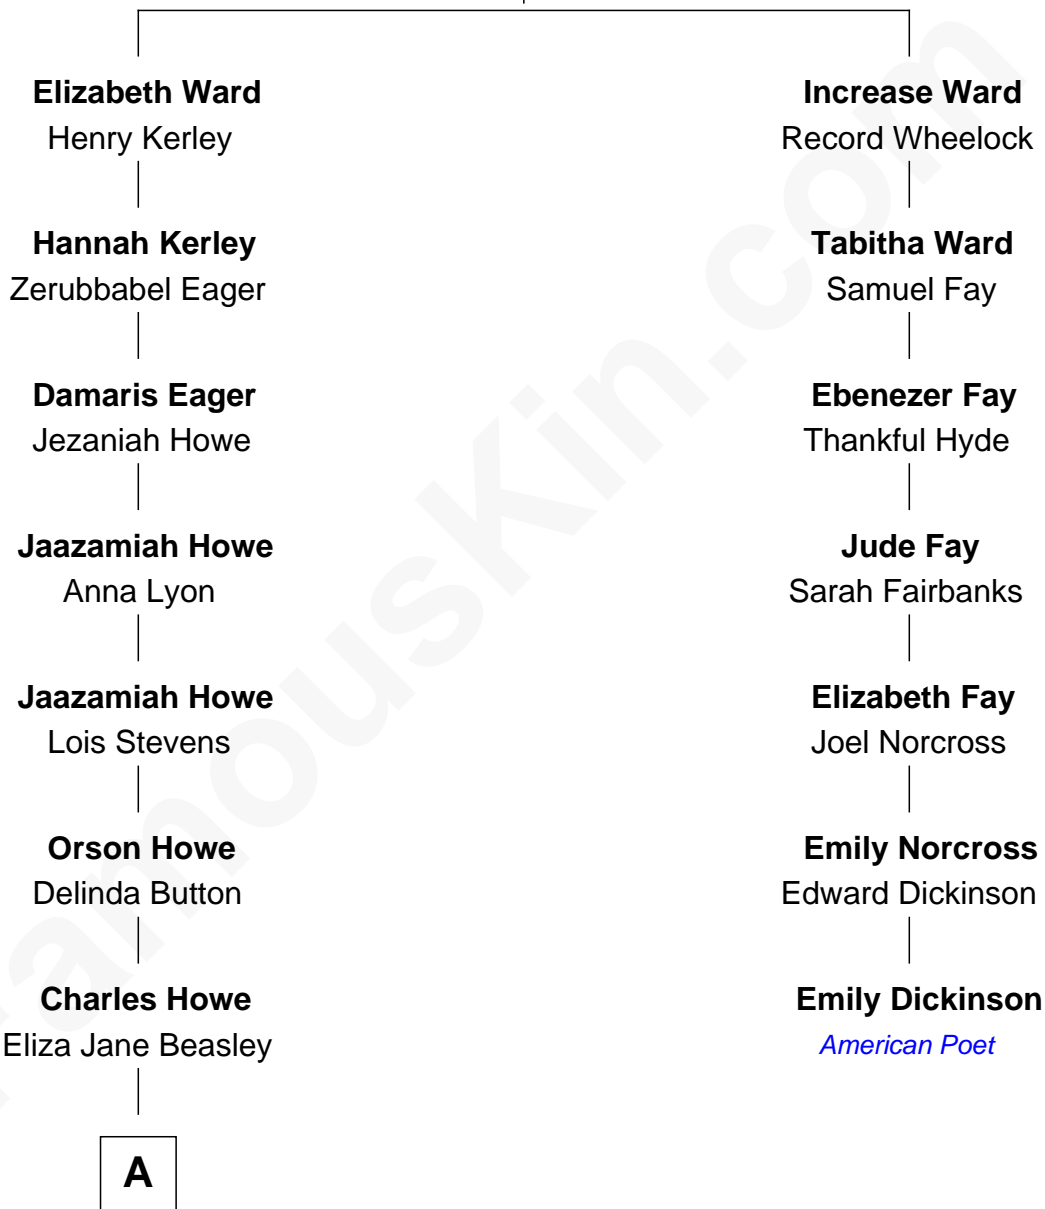 Elizabeth Ward
Henry Kerley
Increase Ward
Record Wheelock
Hannah Kerley
Zerubbabel Eager
Tabitha Ward
Samuel Fay
Damaris Eager
Jezaniah Howe
Ebenezer Fay
Thankful Hyde
Jaazamiah Howe
Anna Lyon
Jude Fay
Sarah Fairbanks
Jaazamiah Howe
Lois Stevens
Elizabeth Fay
Joel Norcross
Orson Howe
Delinda Button
Emily Norcross
Edward Dickinson
Charles Howe
Eliza Jane Beasley
Emily Dickinson
American Poet
A
FamousKin.com